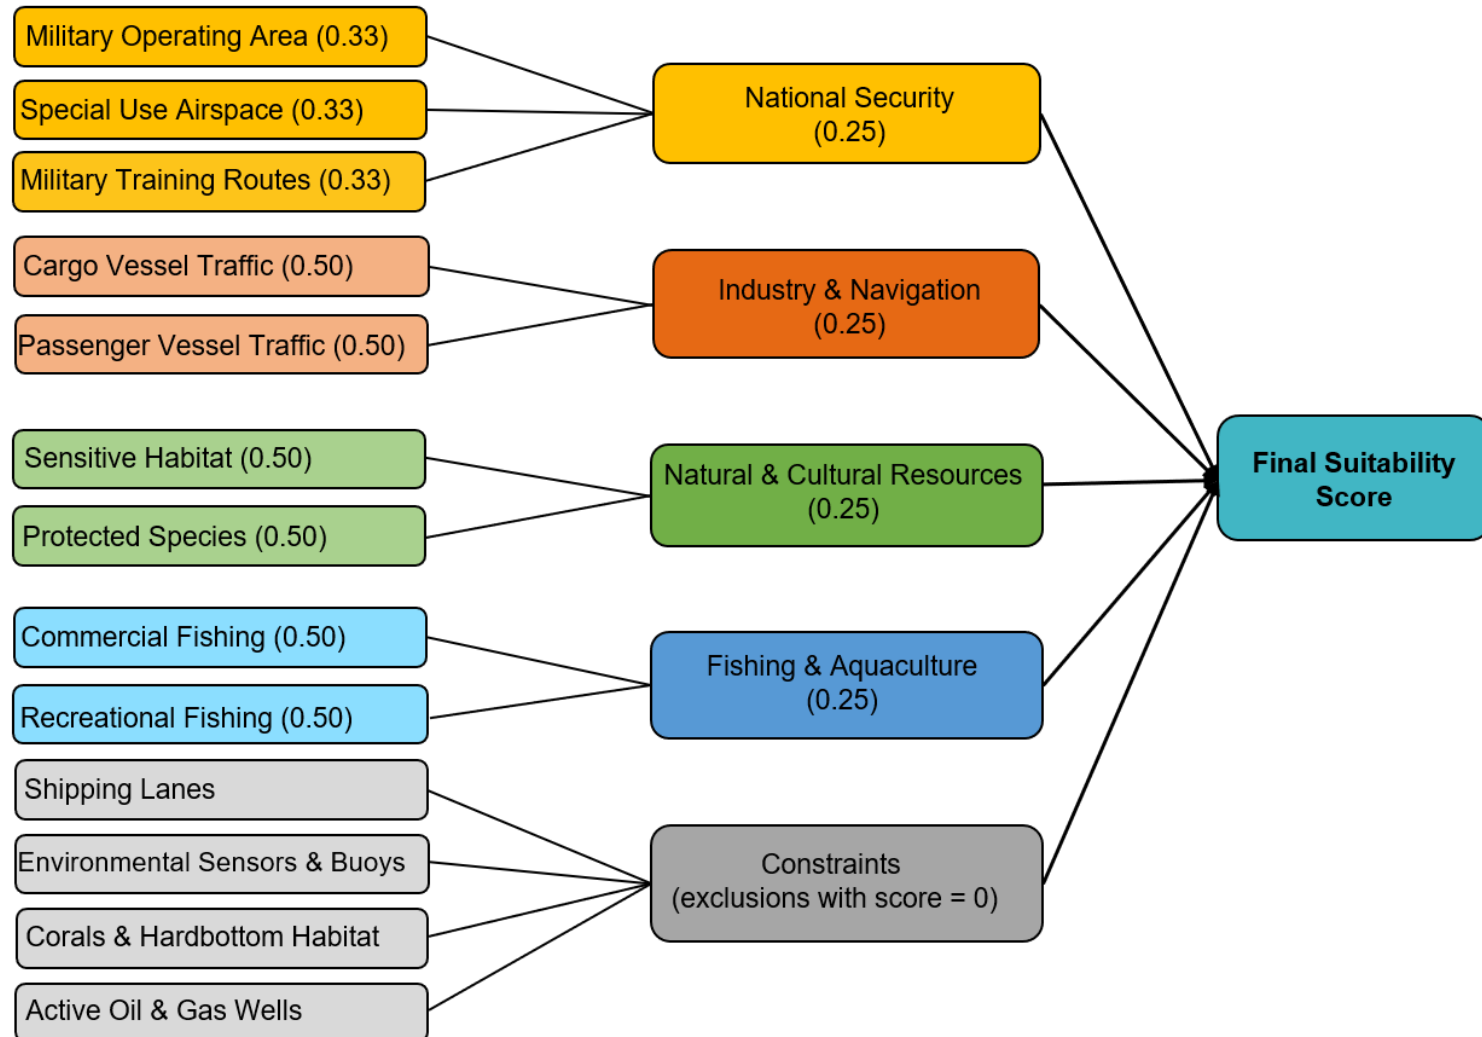 Military Operating Area (0.33)
Special Use Airspace (0.33)
Military Training Routes (0.33)
Cargo Vessel Traffic (0.50)
Passenger Vessel Traffic (0.50)
Sensitive Habitat (0.50)
Protected Species (0.50)
Commercial Fishing (0.50)
Recreational Fishing (0.50)
Shipping Lanes
Environmental Sensors & Buoys
Corals & Hardbottom Habitat
Active Oil & Gas Wells
National Security
(0.25)
Industry & Navigation
(0.25)
Natural & Cultural Resources
(0.25)
Fishing & Aquaculture
(0.25)
Constraints
(exclusions with score = 0)
Final Suitability
Score